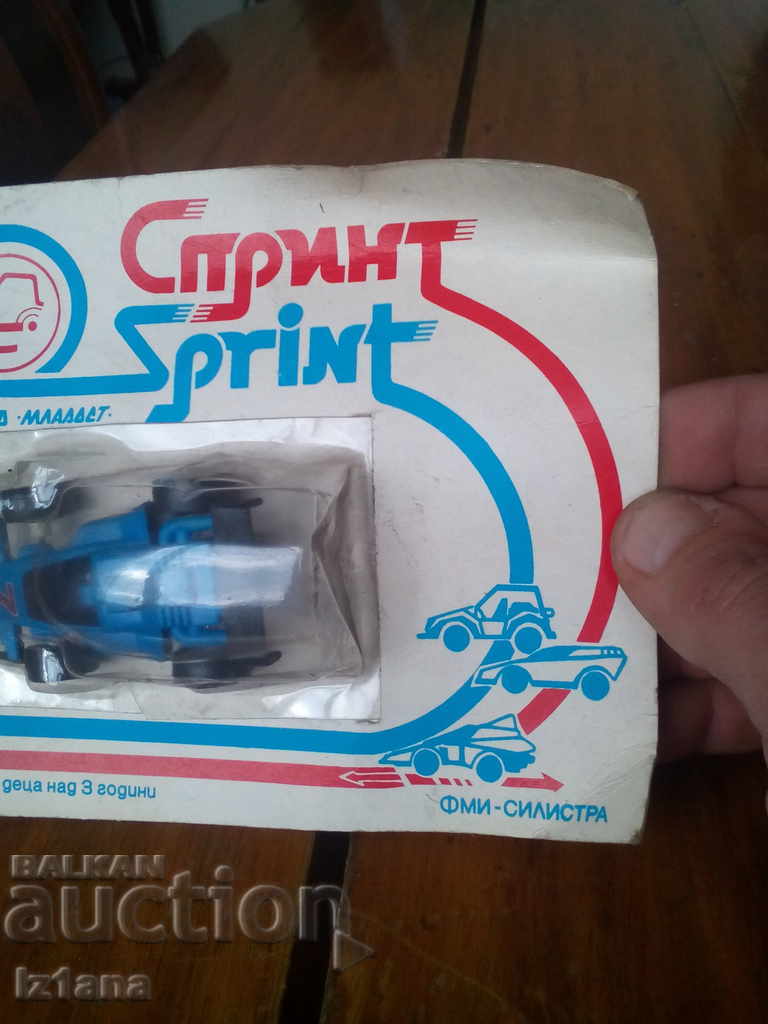 Спринт
Sprint
МЛАДОСТ
деца над 3 години
ФМИ-СИЛИСТРА
BALKAN
auction
Iz1ana